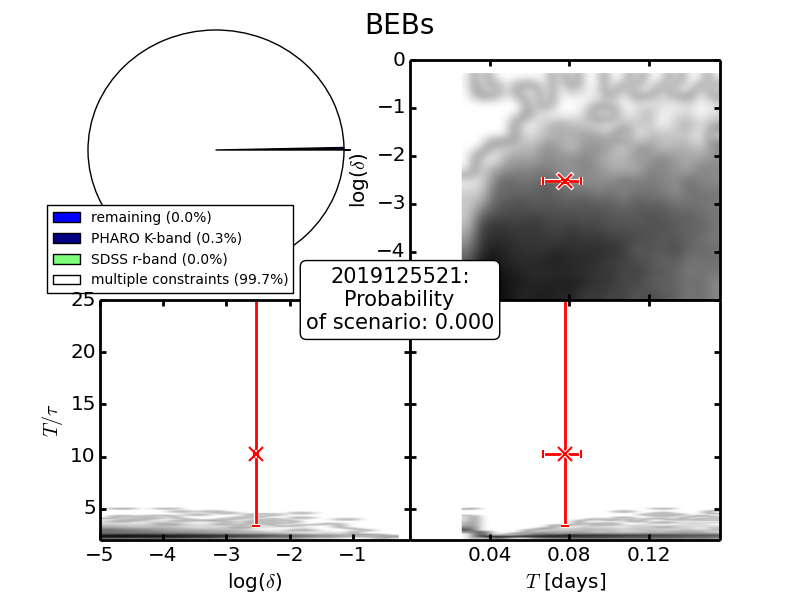 BEBs
remaining (0.0%)
PHARO K-band (0.3%)
SDSS r-band (0.0%)
multiple constraints (99.7%)
log(δ)
0
−1
−2
−3
−4
2019125521:
Probability
of scenario: 0.000
T/τ
25
20
15
10
5
−5 −4 −3 −2 −1
log(δ)
0.04 0.08 0.12
T [days]